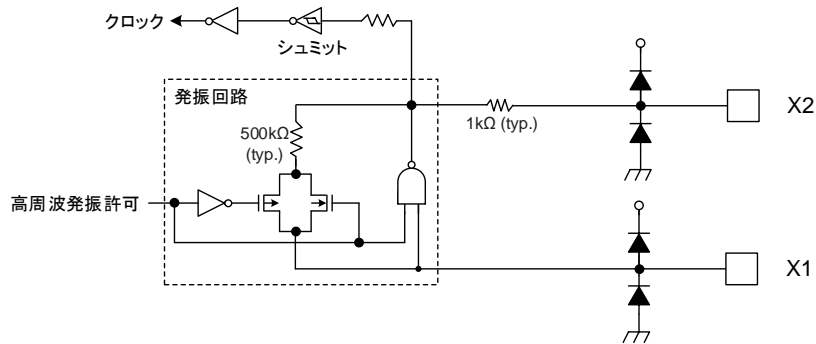 クロック
シュミット
発振回路
500kΩ
(typ.)
1kΩ (typ.)
X2
高周波発振許可
X1